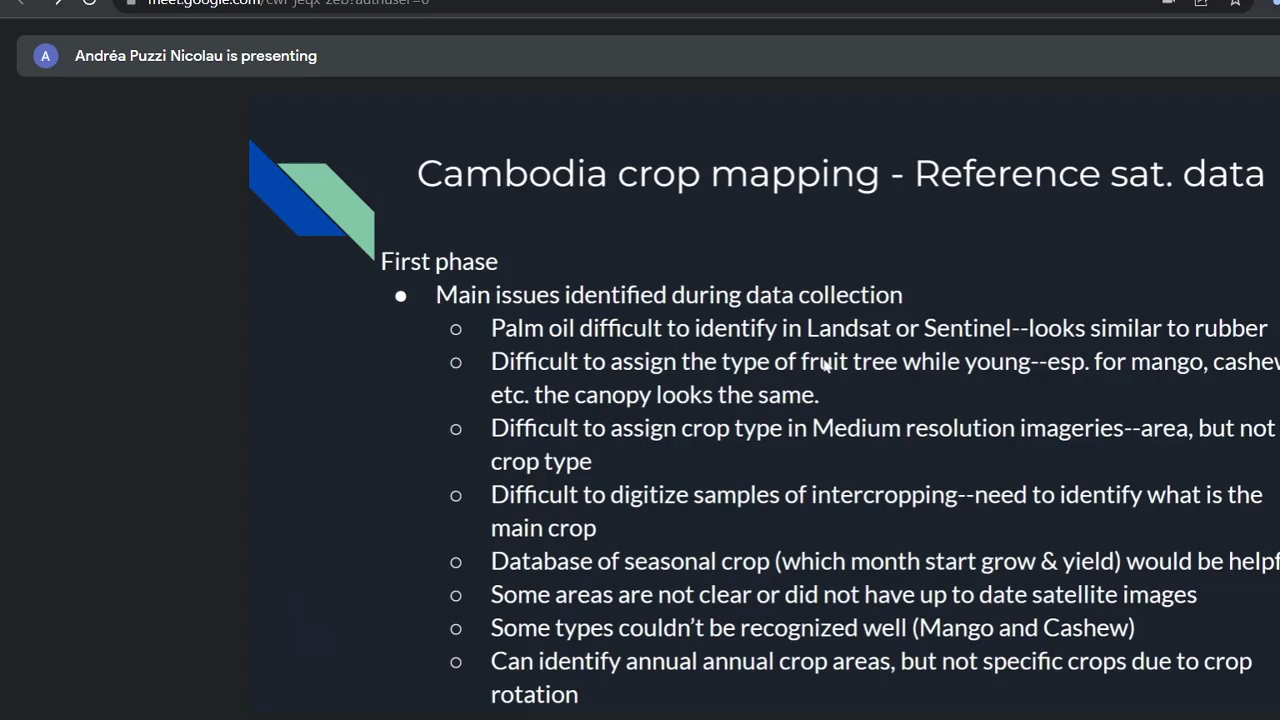 A Andréa Puzzi Nicolau is presenting
Cambodia crop mapping - Reference sat. data
First phase
● Main issues identified during data collection
○ Palm oil difficult to identify in Landsat or Sentinel--looks similar to rubber
○ Difficult to assign the type of fruit tree while young--esp. for mango,
etc. the canopy looks the same.
○ Difficult to assign crop type in Medium resolution imageries--area, but not
crop type
○ Difficult to digitize samples of intercropping--need to identify what is the
main crop
○ Database of seasonal crop (which month start grow & yield) would be
○ Some areas are not clear or did not have up to date satellite images
○ Some types couldn't be recognized well (Mango and Cashew)
○ Can identify annual annual crop areas, but not specific crops due to crop
rotation